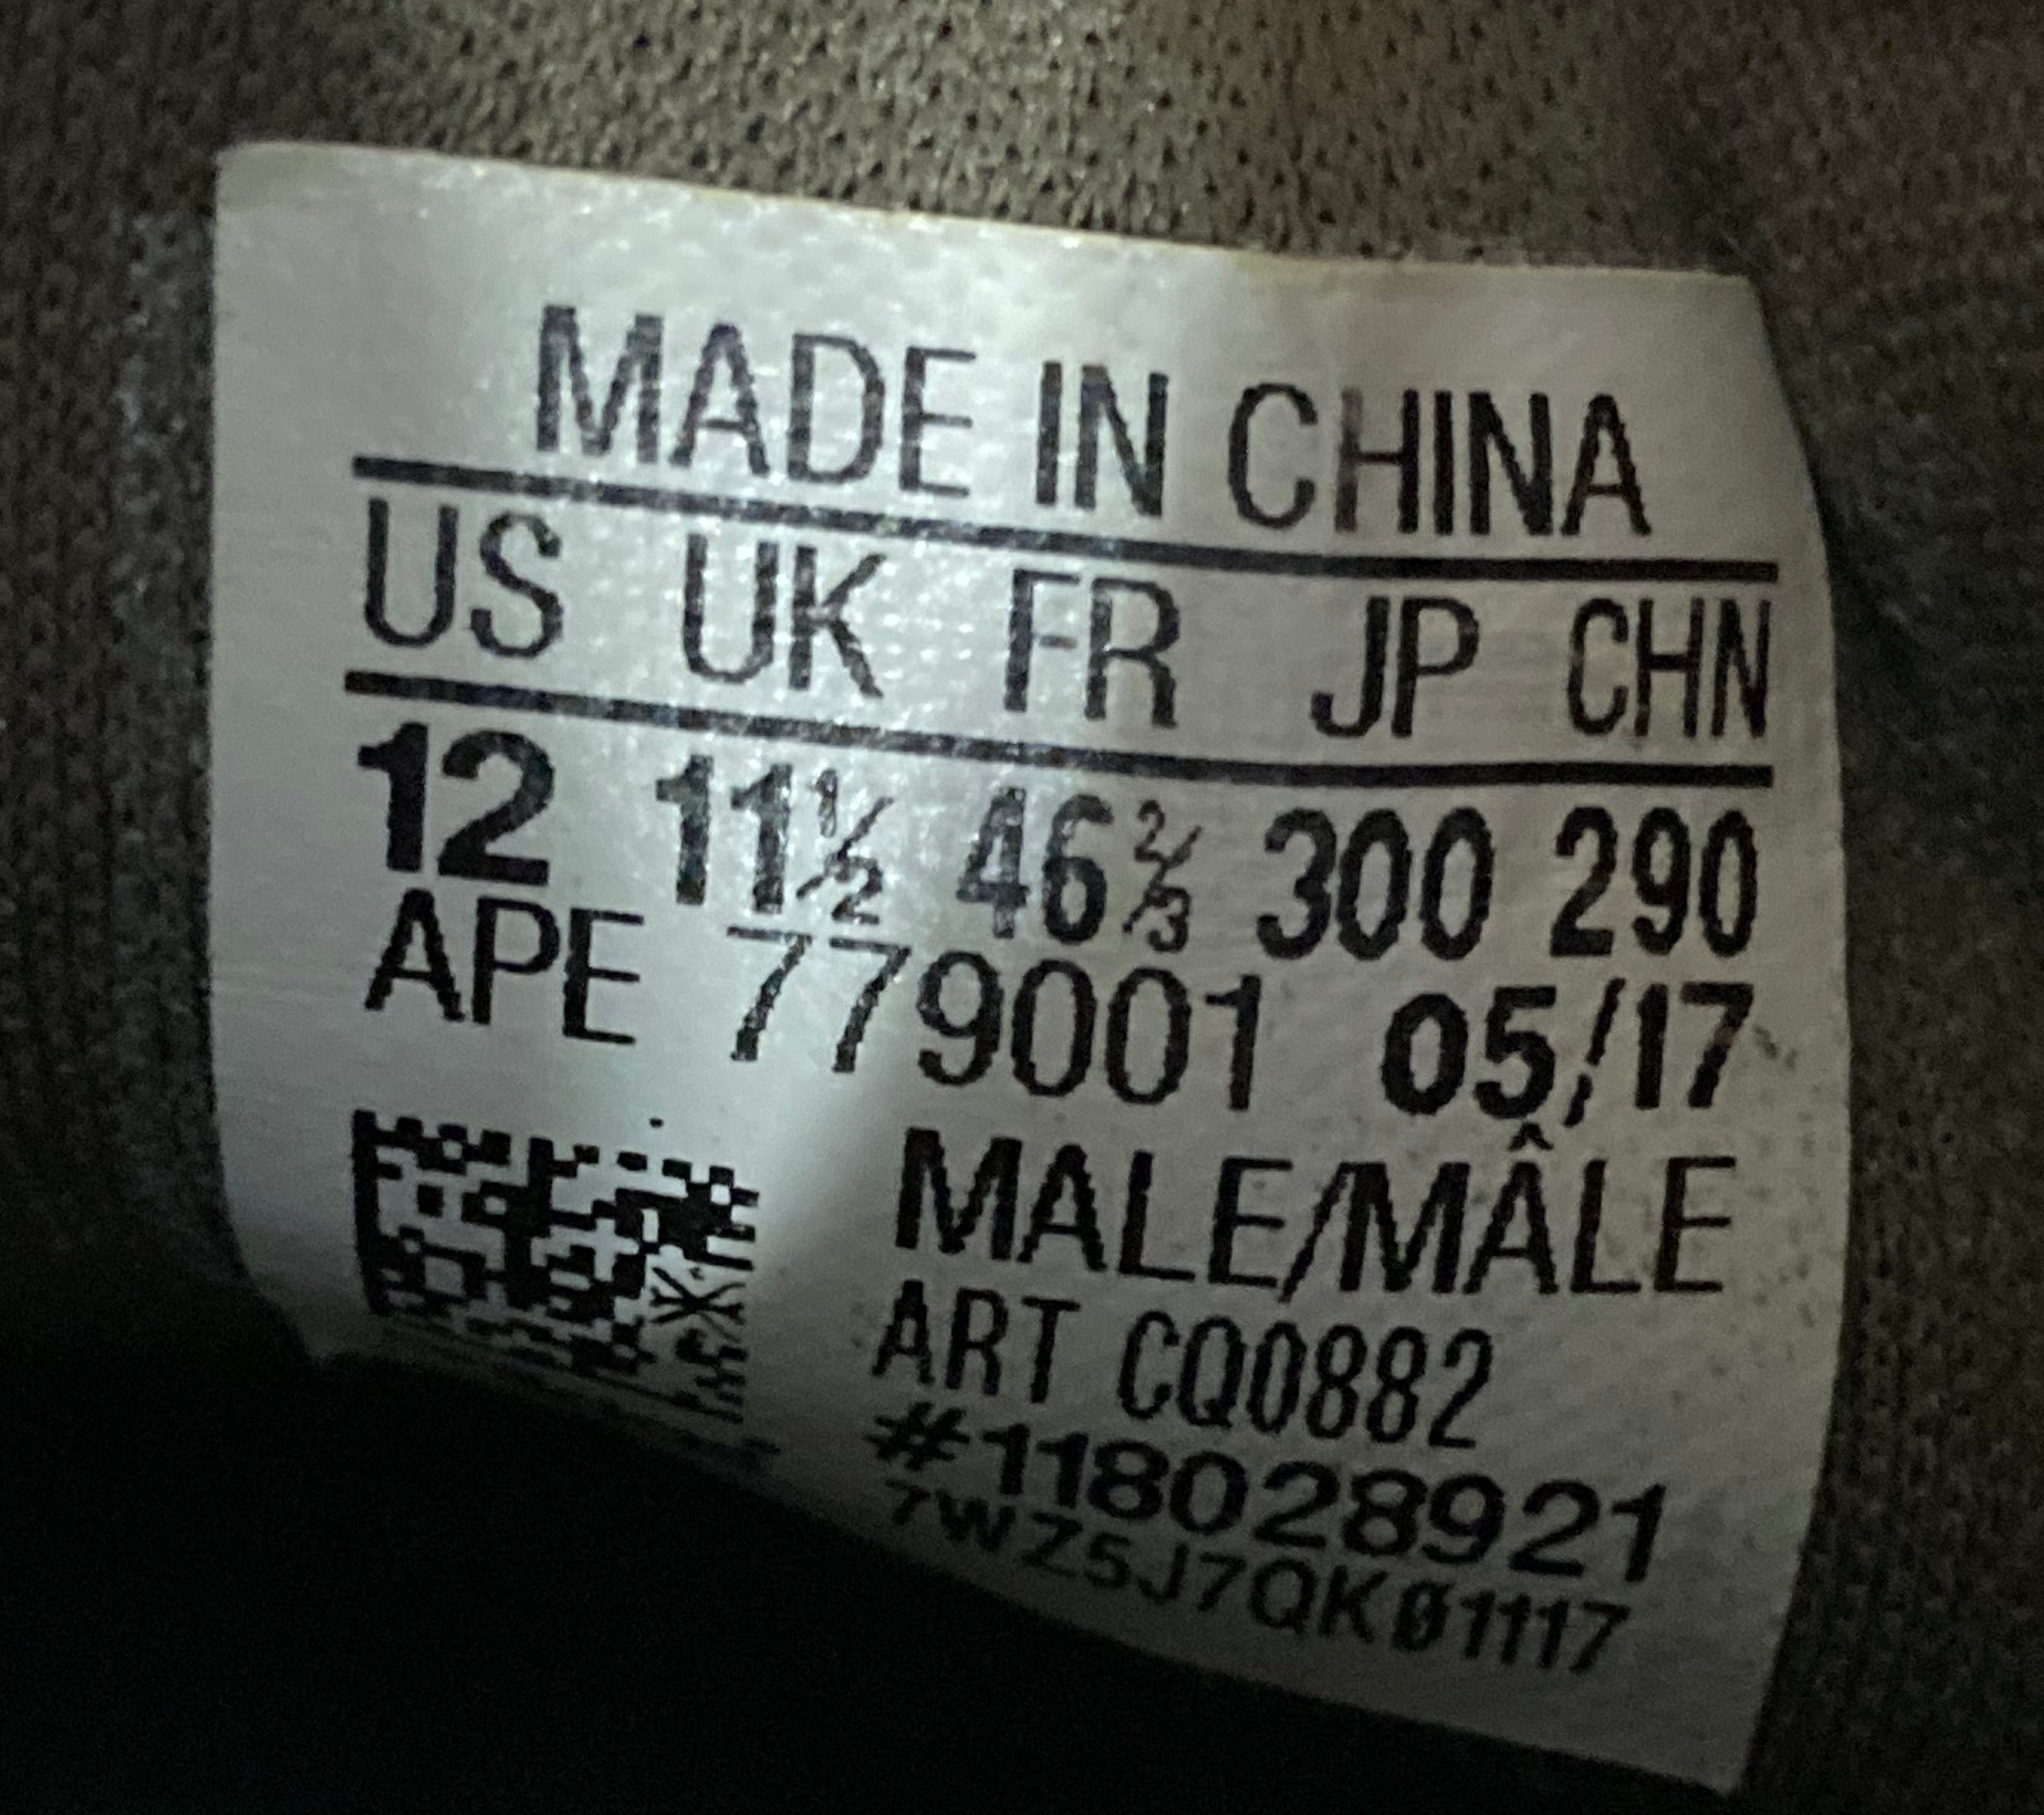 MADE IN CHINA
US UK FR JP CHN
12 11½ 46⅔ 300 290
APE 779001 05/17
MALE/MÂLE
ART CQ0882
#118028921
7WZ5J7QK01117